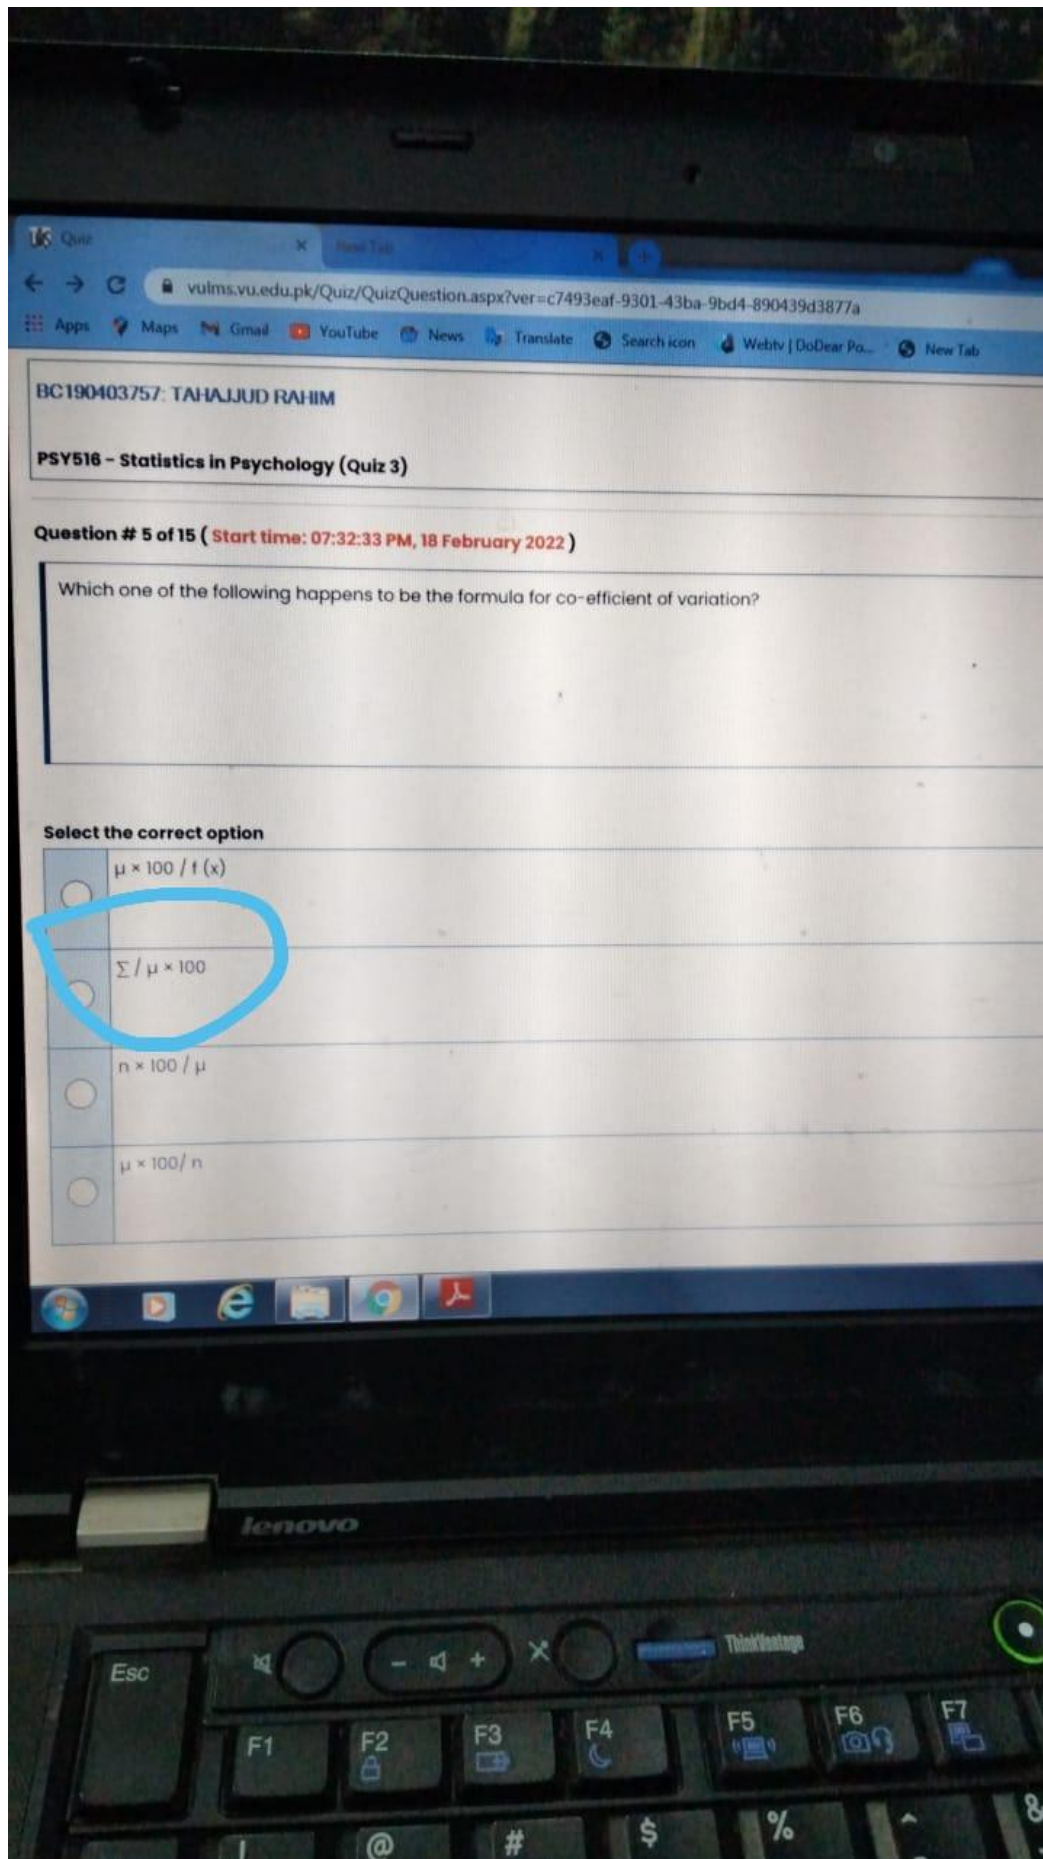 Quiz
New Tab
vulms.vu.edu.pk/Quiz/QuizQuestion.aspx?ver=c7493eaf-9301-43ba-9bd4-890439d3877a
Apps Maps Gmail YouTube News Translate Search icon Webtv | DoDear Po... New Tab
BC190403757: TAHAJJUD RAHIM
PSY516 - Statistics in Psychology (Quiz 3)
Question # 5 of 15 ( Start time: 07:32:33 PM, 18 February 2022 )
Which one of the following happens to be the formula for co-efficient of variation?
Select the correct option
μ × 100 / f (x)
Σ / μ × 100
n × 100 / μ
μ × 100/ n
lenovo
ThinkVantage
Esc - +
F1 F2 F3 F4 F5 F6 F7
! @ # $ % ^ &